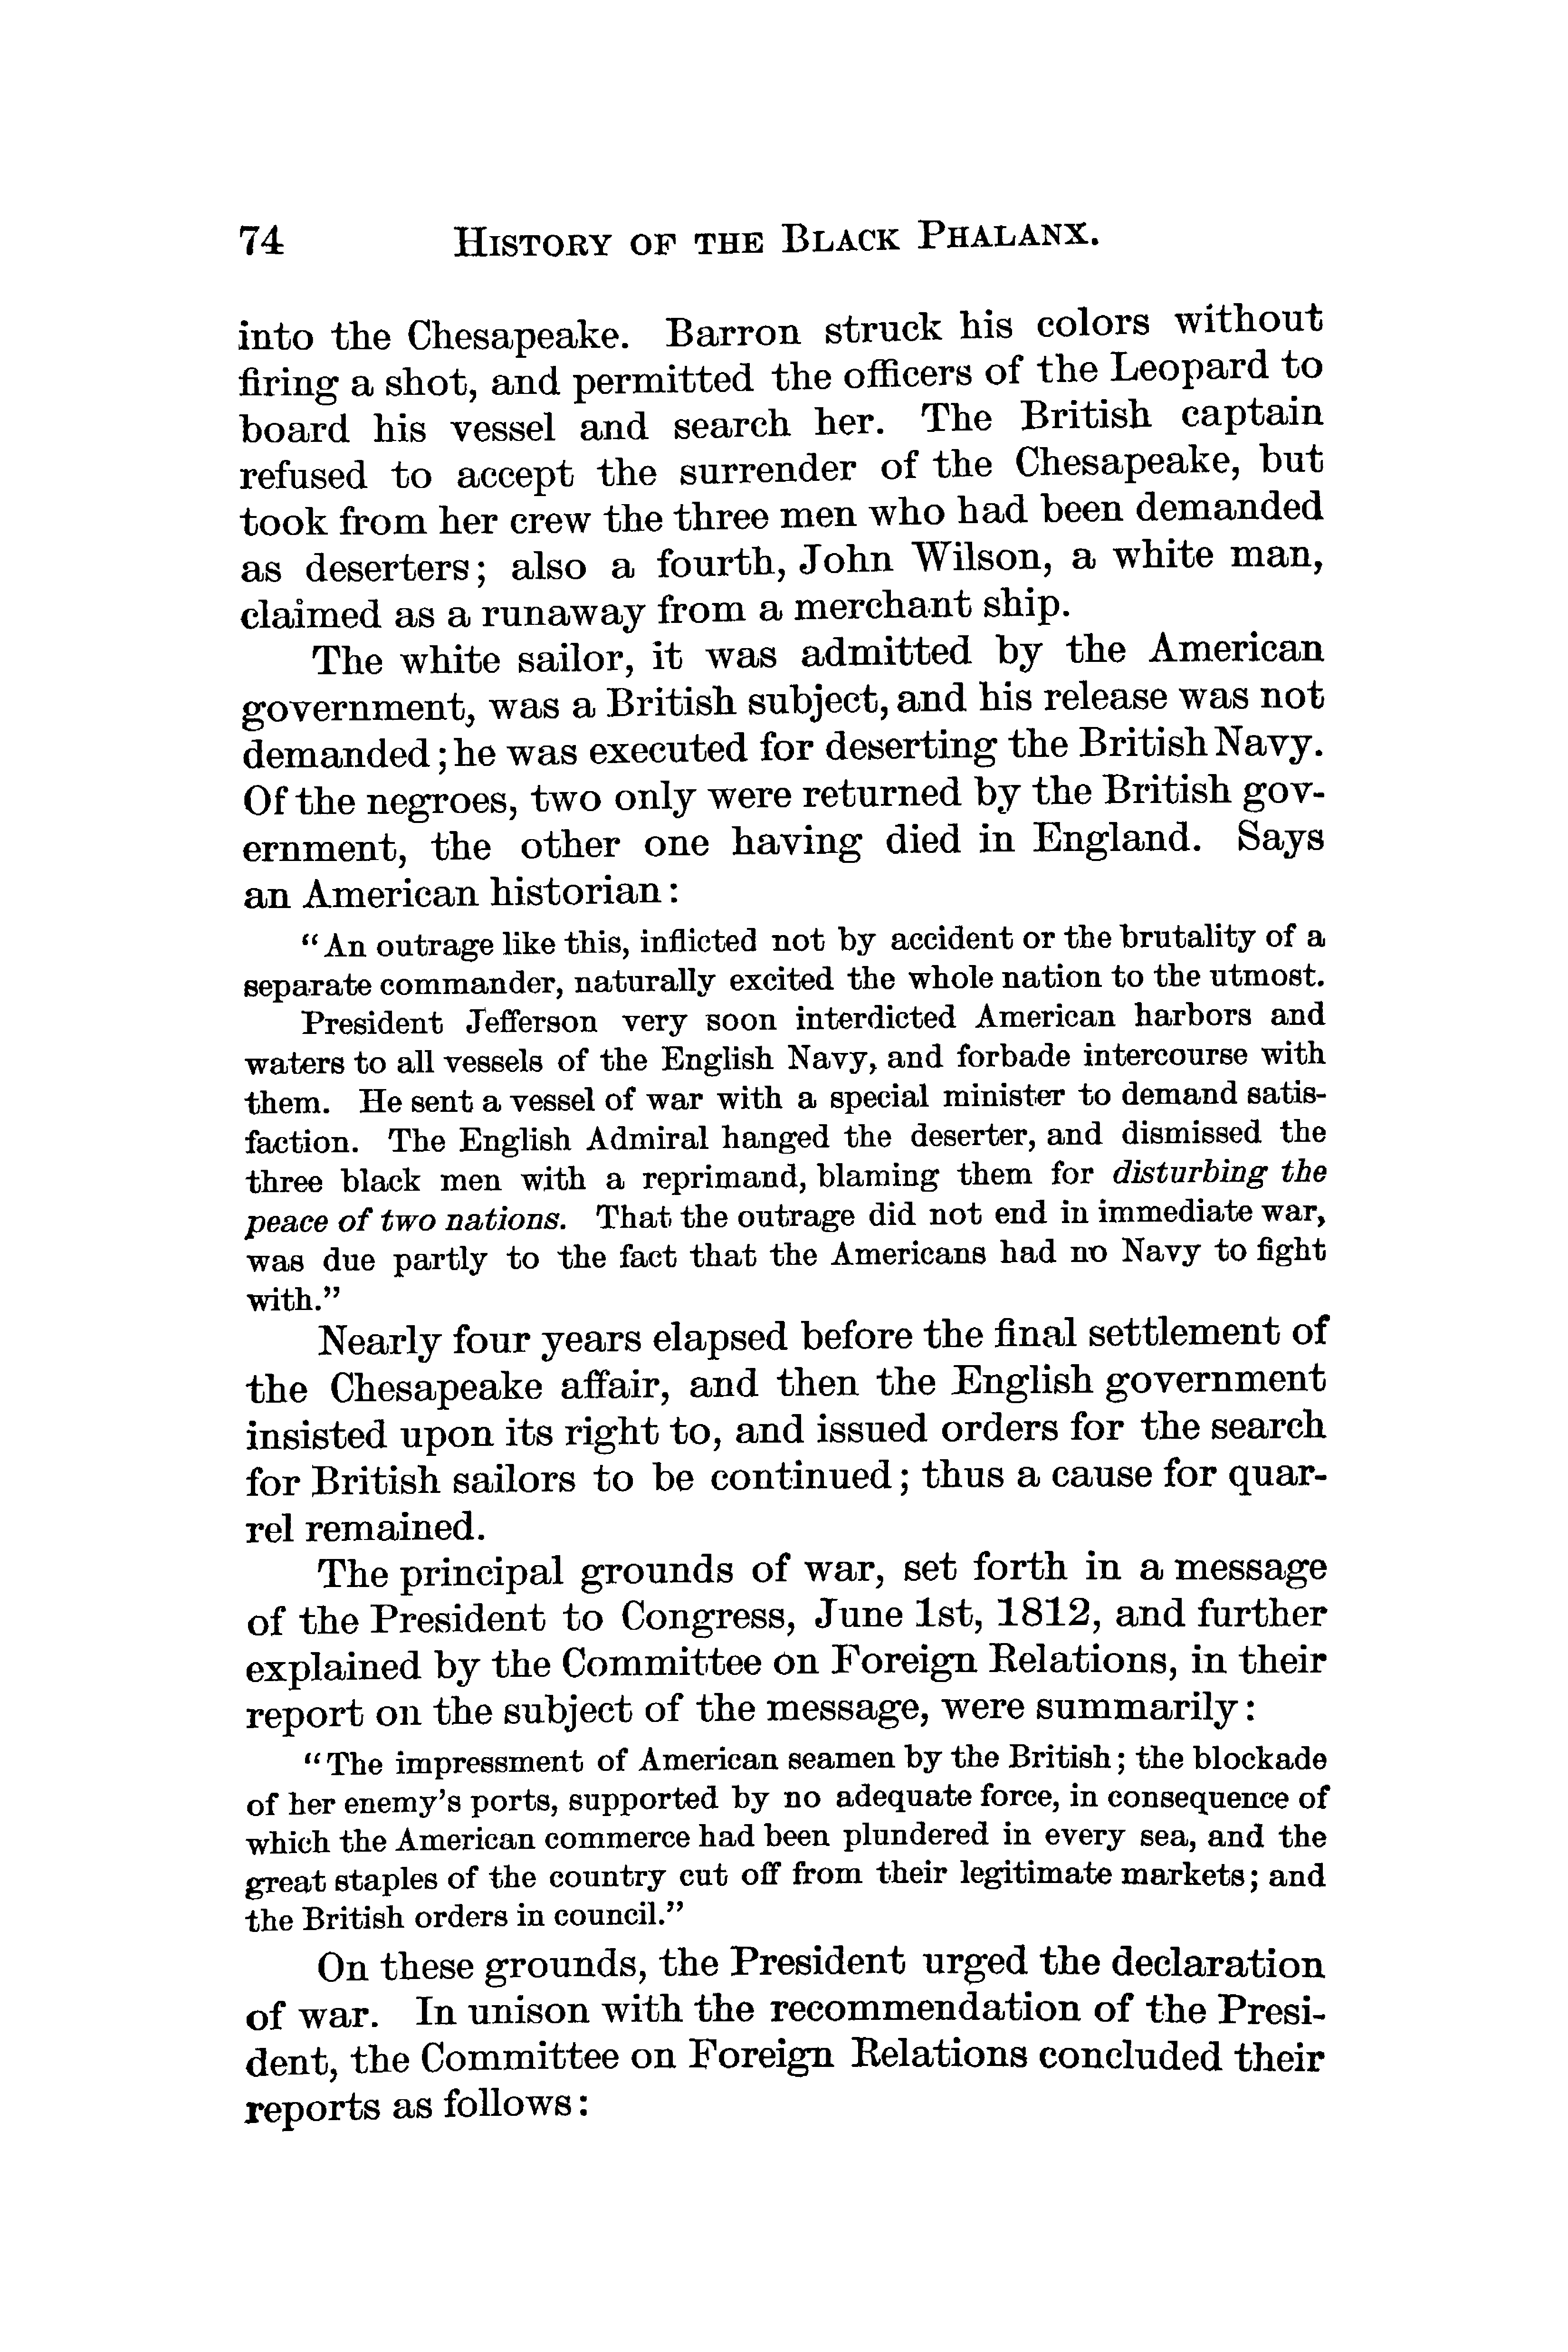 74 HISTORY OF THE BLACK PHALANX.
into the Chesapeake. Barron struck his colors without
firing a shot, and permitted the officers of the Leopard to
board his vessel and search her. The British captain
refused to accept the surrender of the Chesapeake, but
took from her crew the three men who had been demanded
as deserters; also a fourth, John Wilson, a white man,
claimed as a runaway from a merchant ship.
The white sailor, it was admitted by the American
government, was a British subject, and his release was not
demanded; he was executed for deserting the British Navy.
Of the negroes, two only were returned by the British gov-
ernment, the other one having died in England. Says
an American historian:
"An outrage like this, inflicted not by accident or the brutality of a
separate commander, naturally excited the whole nation to the utmost.
President Jefferson very soon interdicted American harbors and
waters to all vessels of the English Navy, and forbade intercourse with
them. He sent a vessel of war with a special minister to demand satis-
faction. The English Admiral hanged the deserter, and dismissed the
three black men with a reprimand, blaming them for disturbing the
peace of two nations. That the outrage did not end in immediate war,
was due partly to the fact that the Americans had no Navy to fight
with."
Nearly four years elapsed before the final settlement of
the Chesapeake affair, and then the English government
insisted upon its right to, and issued orders for the search
for British sailors to be continued; thus a cause for quar-
rel remained.
The principal grounds of war, set forth in a message
of the President to Congress, June 1st, 1812, and further
explained by the Committee on Foreign Relations, in their
report on the subject of the message, were summarily:
"The impressment of American seamen by the British; the blockade
of her enemy's ports, supported by no adequate force, in consequence of
which the American commerce had been plundered in every sea, and the
great staples of the country cut off from their legitimate markets; and
the British orders in council."
On these grounds, the President urged the declaration
of war. In unison with the recommendation of the Presi-
dent, the Committee on Foreign Relations concluded their
reports as follows: